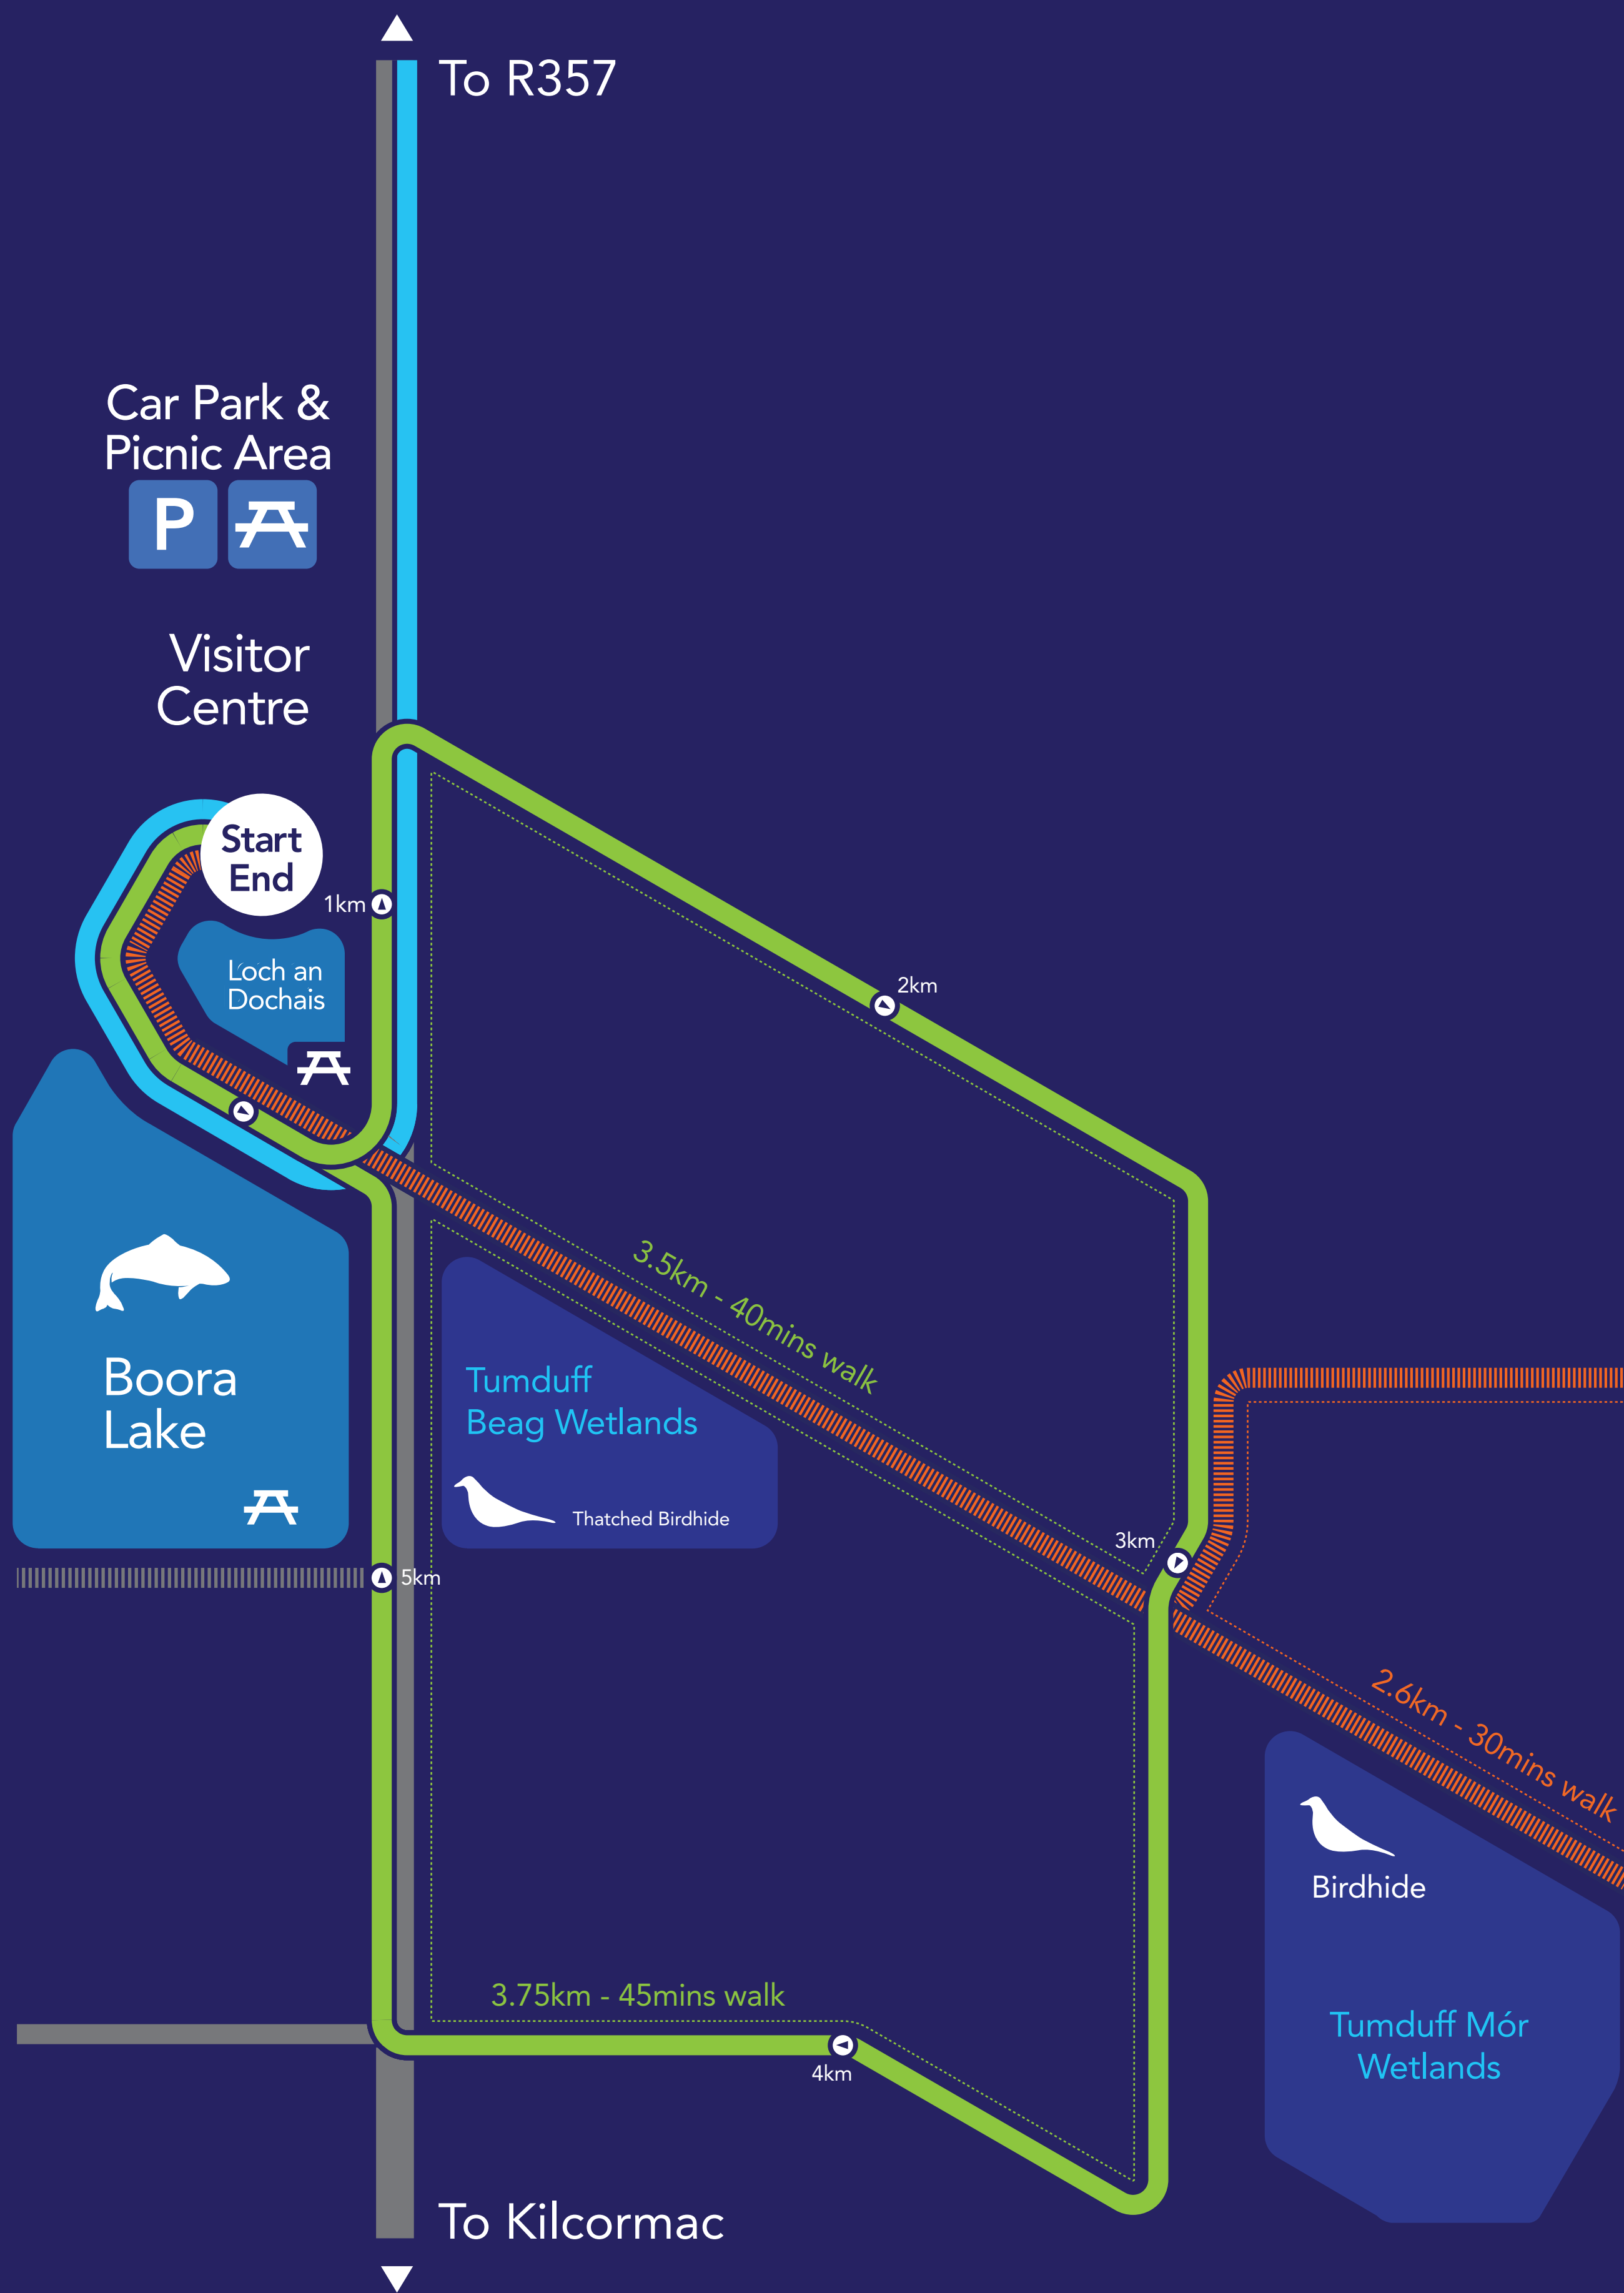 To R357
Car Park &
Picnic Area
P
Visitor
Centre
Start
End
1km
Loch an
Dochais
2km
3.5km - 40mins walk
Boora
Lake
Tumduff
Beag Wetlands
Thatched Birdhide
3km
5km
2.6km - 30mins walk
Birdhide
3.75km - 45mins walk
Tumduff Mór
Wetlands
4km
To Kilcormac